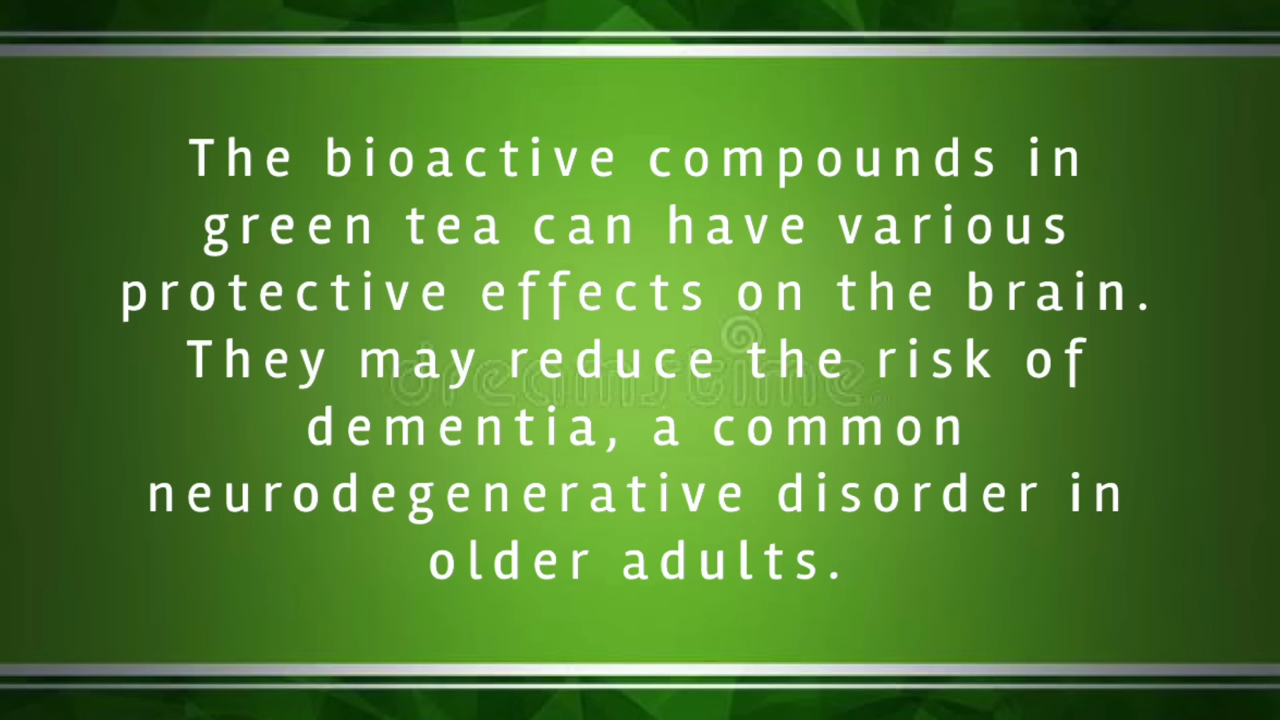 The bioactive compounds in
green tea can have various
protective effects on the brain.
They may reduce the risk of
dreamstime.
dementia, a common
neurodegenerative disorder in
older adults.